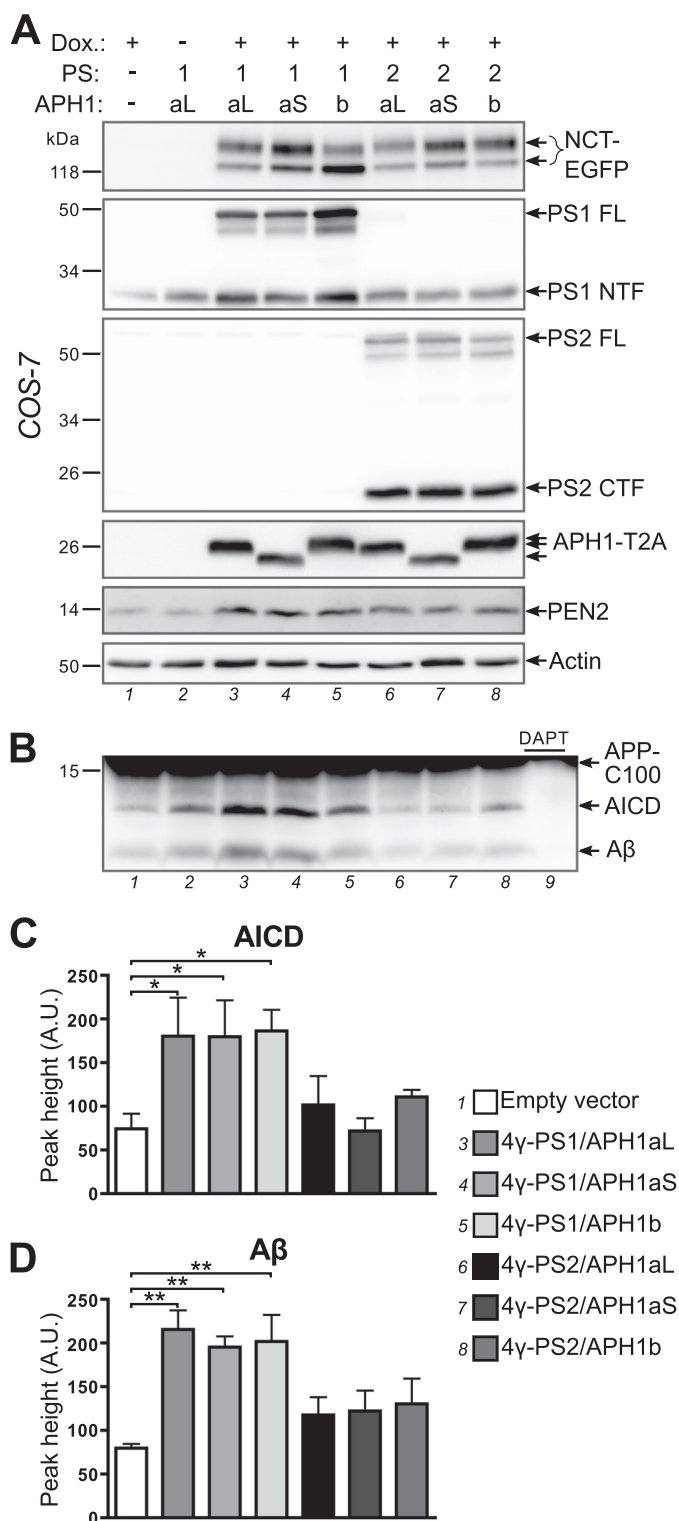 A
Dox.: + - + + + + + +
PS: - 1 1 1 1 2 2 2
APH1: - aL aL aS b aL aS b
kDa
NCT-
EGFP
118
50
PS1 FL
34
PS1 NTF
COS-7
PS2 FL
50
34
26
PS2 CTF
26
APH1-T2A
14
PEN2
50
Actin
1 2 3 4 5 6 7 8
B
DAPT
15
APP-
C100
AICD
Aβ
1 2 3 4 5 6 7 8 9
C
AICD
*
*
*
Peak height (A.U.)
250
200
150
100
50
0
1 Empty vector
3 4γ-PS1/APH1aL
4 4γ-PS1/APH1aS
5 4γ-PS1/APH1b
6 4γ-PS2/APH1aL
7 4γ-PS2/APH1aS
8 4γ-PS2/APH1b
D
Aβ
**
**
**
Peak height (A.U.)
250
200
150
100
50
0